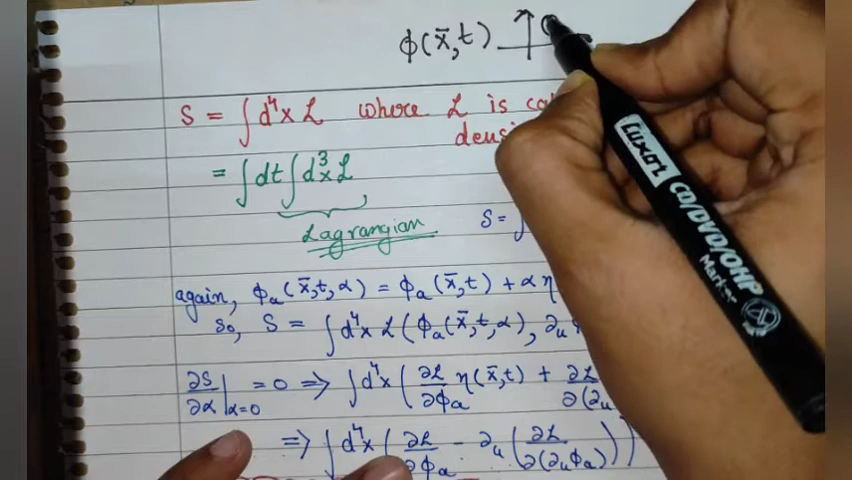 ϕ(x̄,t)
S = ∫d⁴x ℒ where ℒ is
= ∫dt∫d³x ℒ
Lagrangian S = ∫
again, ϕₐ(x̄,t,α) = ϕₐ(x̄,t) + α η
so, S = ∫d⁴x ℒ(ϕₐ(x̄,t,α), ∂ᵤ
∂S/∂α|α=0 = 0 => ∫d⁴x (∂ℒ/∂ϕₐ η(x̄,t) + ∂ℒ/∂(∂ᵤ
=> ∫d⁴x (∂ℒ/∂ϕₐ - ∂ᵤ(∂ℒ/∂(∂ᵤϕₐ)))
Luxor
CD/DVD/OHP
Marker